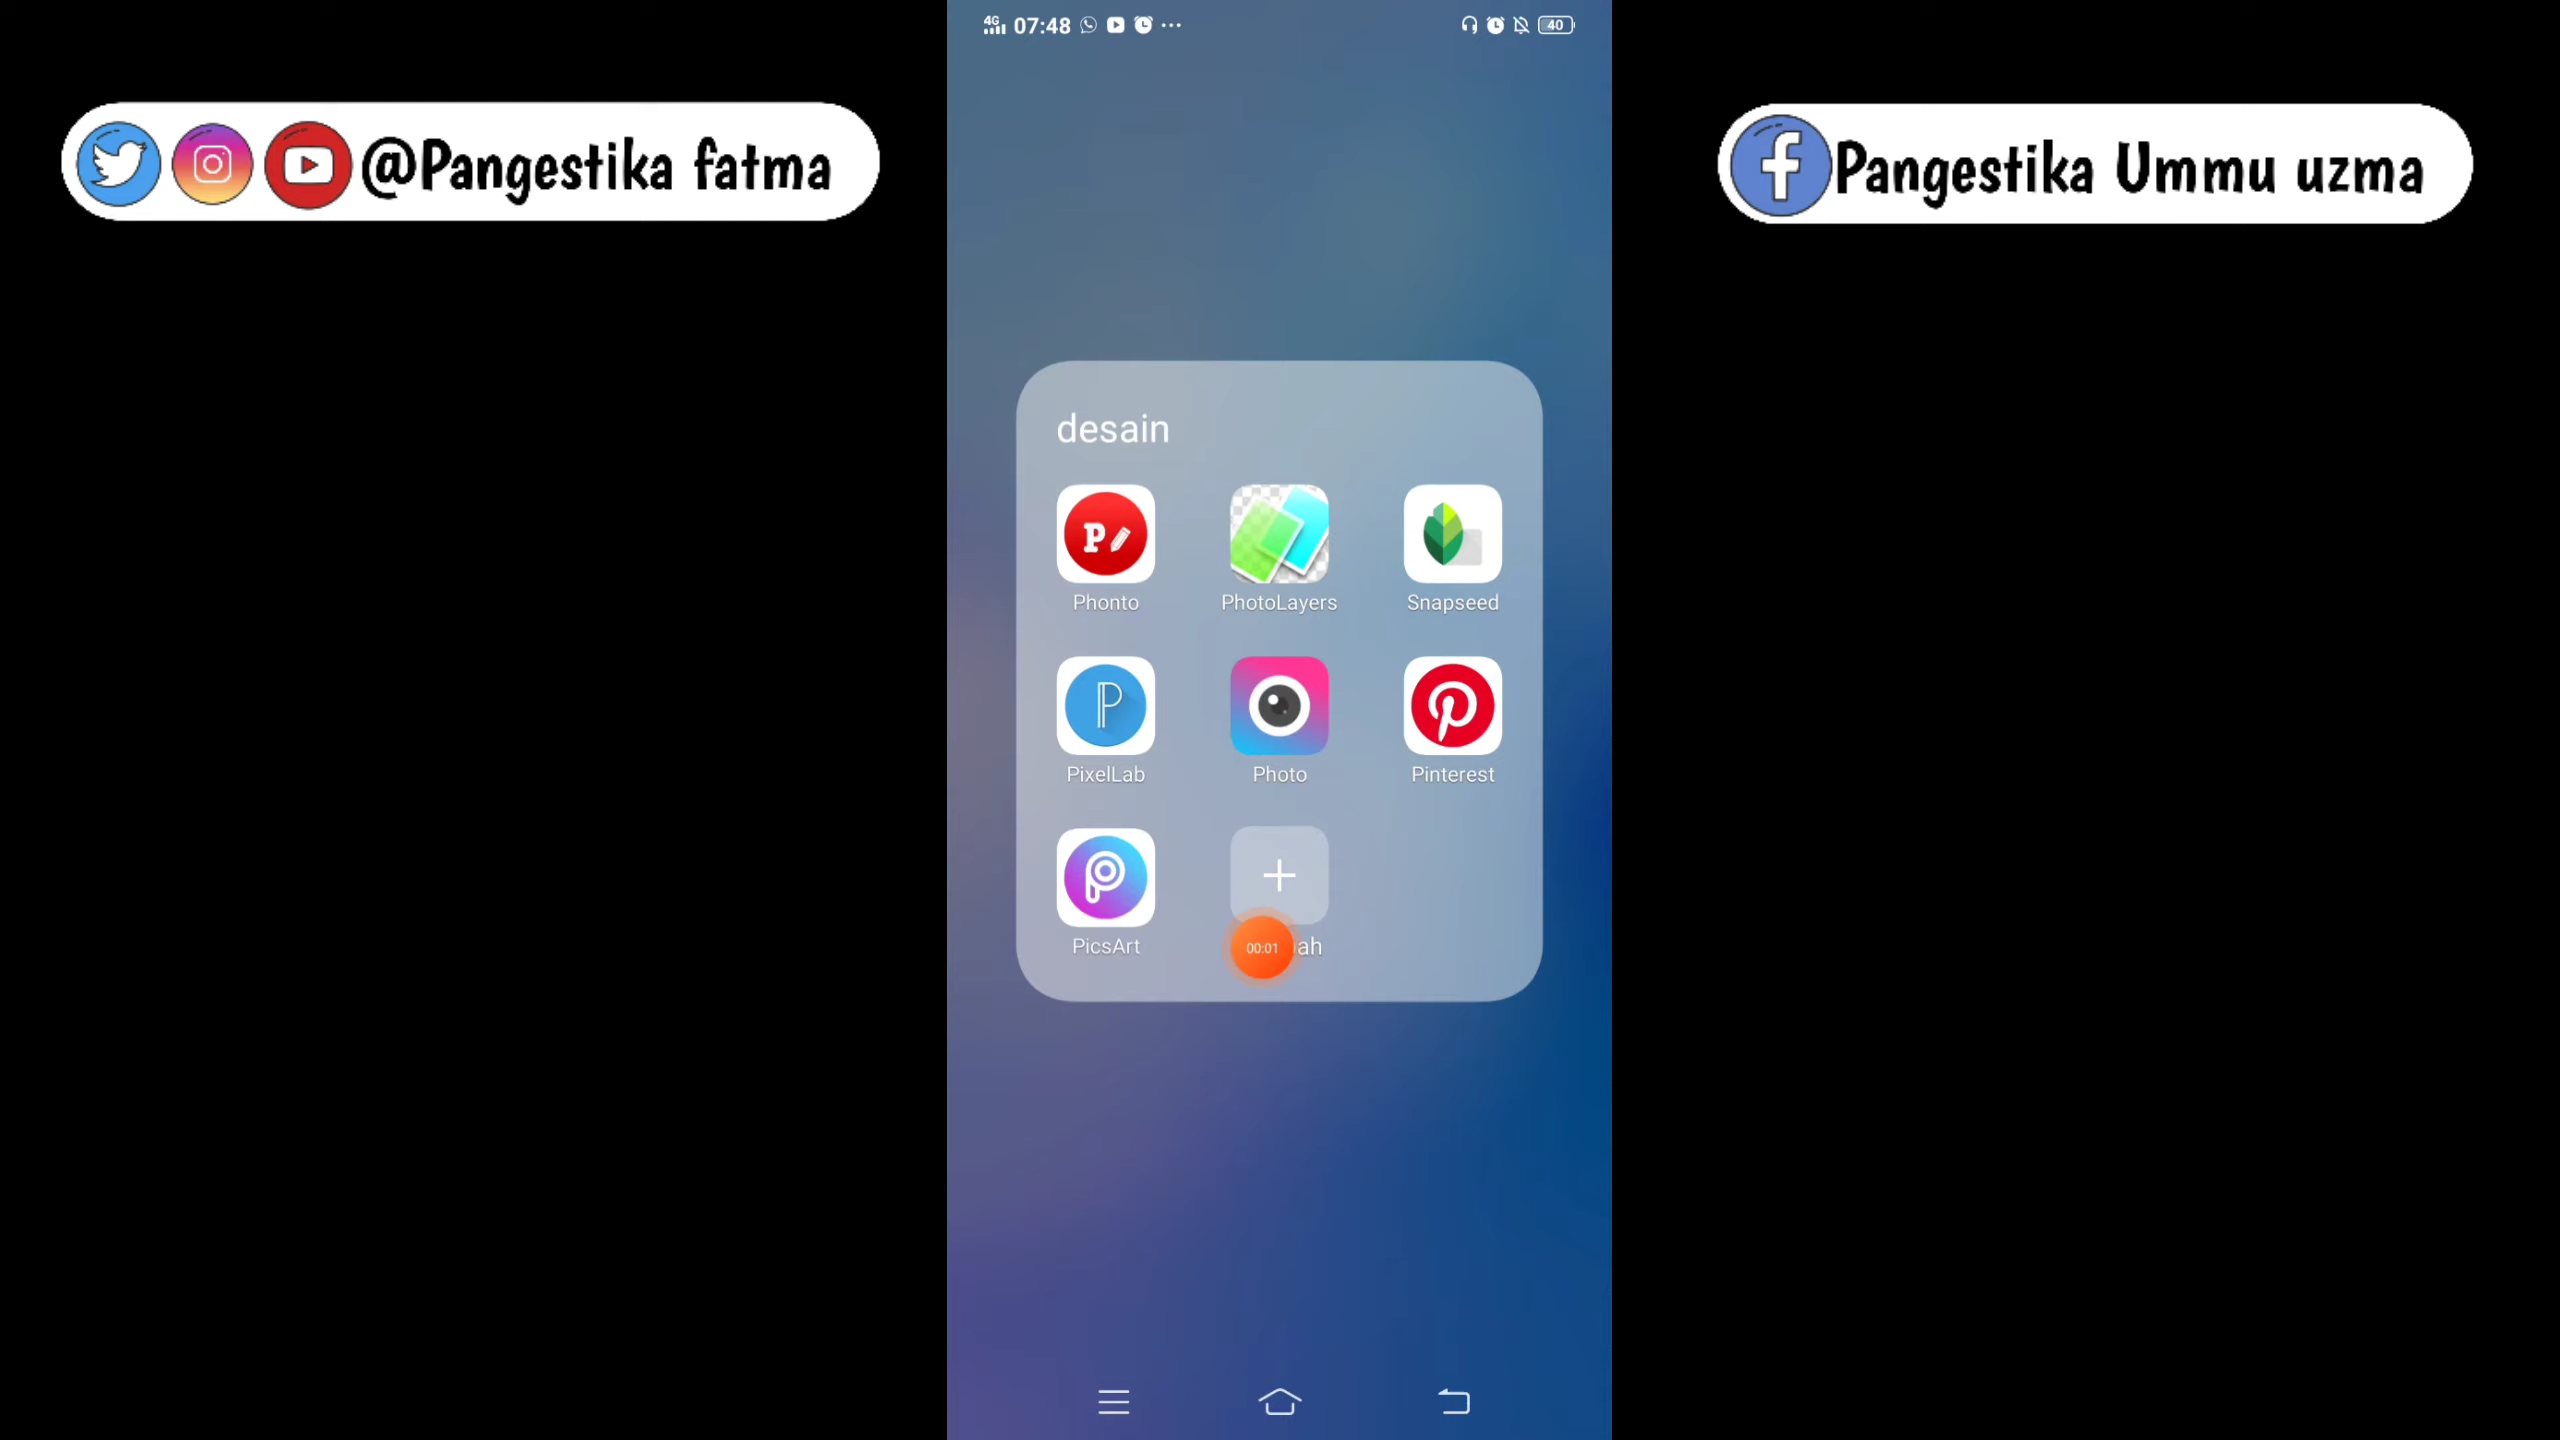 4G 07:48 40
@Pangestika fatma
Pangestika Ummu uzma
desain
Phonto PhotoLayers Snapseed
PixelLab Photo Pinterest
PicsArt 00:01 ah